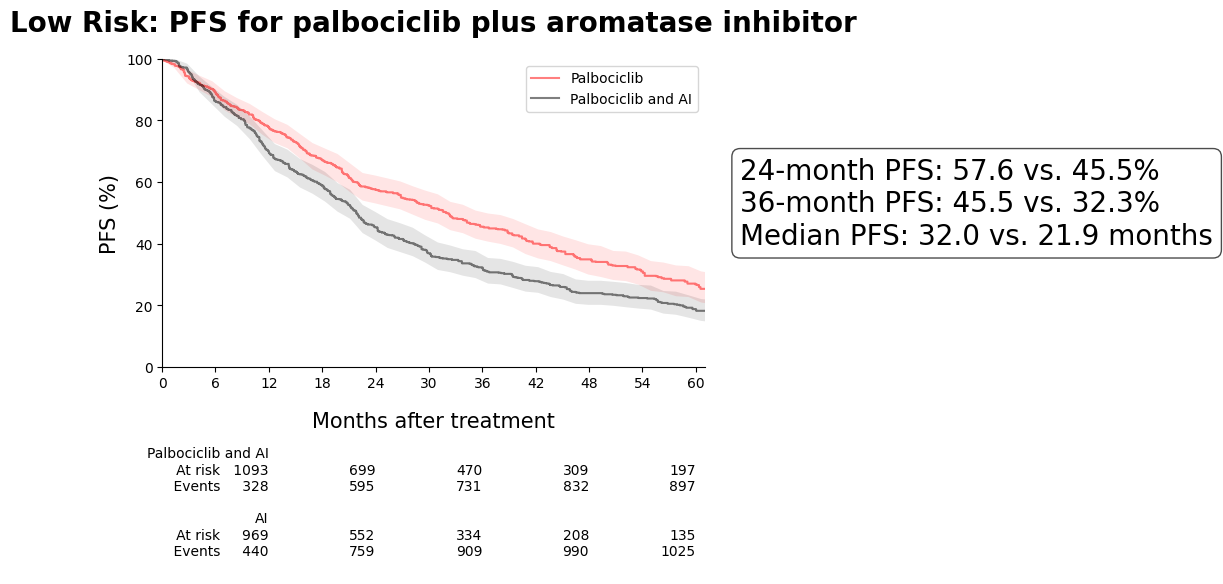 Low Risk: PFS for palbociclib plus aromatase inhibitor
100
80
60
40
20
0
PFS (%)
Palbociclib
Palbociclib and AI
24-month PFS: 57.6 vs. 45.5%
36-month PFS: 45.5 vs. 32.3%
Median PFS: 32.0 vs. 21.9 months
0 6 12 18 24 30 36 42 48 54 60
Months after treatment
Palbociclib and AI
At risk 1093 699 470 309 197
Events 328 595 731 832 897
AI
At risk 969 552 334 208 135
Events 440 759 909 990 1025